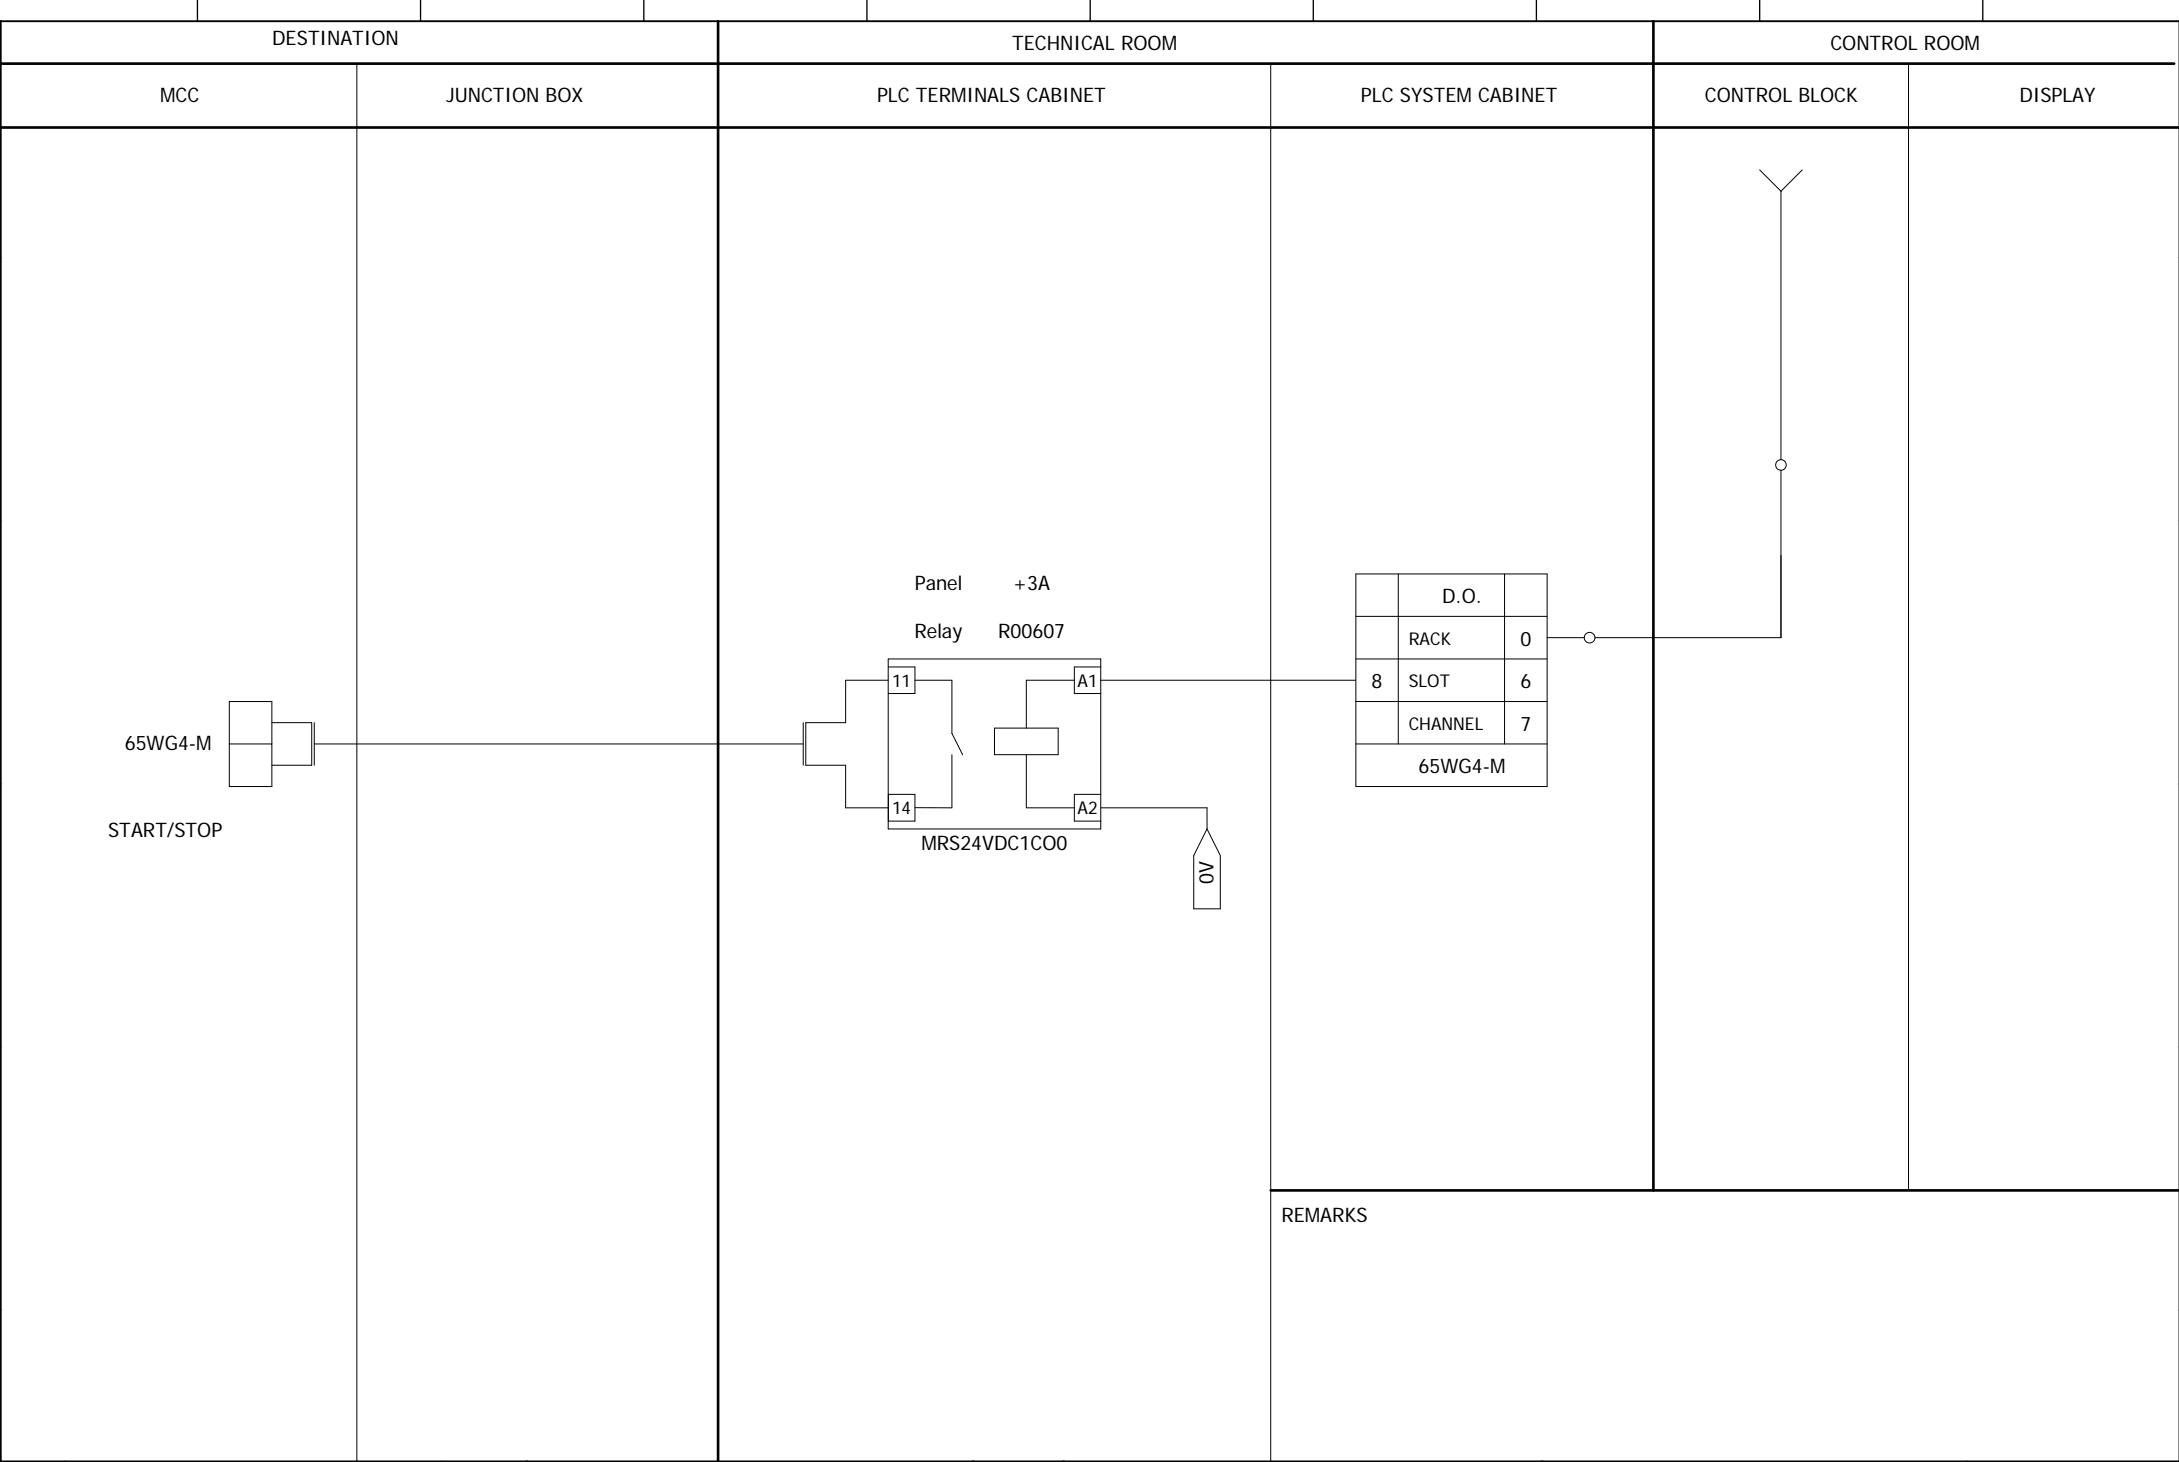 DESTINATION TECHNICAL ROOM CONTROL ROOM
MCC JUNCTION BOX PLC TERMINALS CABINET PLC SYSTEM CABINET CONTROL BLOCK DISPLAY
Panel +3A
D.O.
Relay R00607
RACK 0
11 A1 8 SLOT 6
CHANNEL 7
65WG4-M
65WG4-M
14 A2
START/STOP
MRS24VDC1CO0
0V
REMARKS